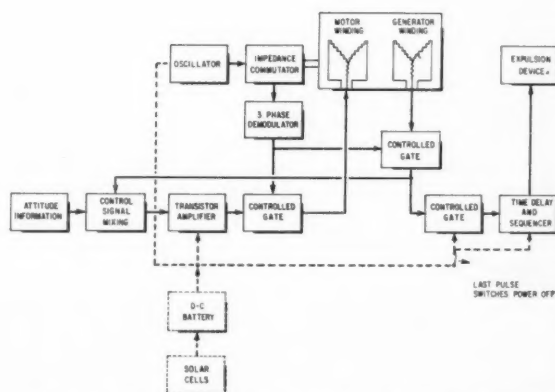 MOTOR
WINDING
GENERATOR
WINDING
OSCILLATOR
IMPEDANCE
COMMUTATOR
EXPULSION
DEVICE
3 PHASE
DEMODULATOR
CONTROLLED
GATE
ATTITUDE
INFORMATION
CONTROL
SIGNAL
MIXING
TRANSISTOR
AMPLIFIER
CONTROLLED
GATE
CONTROLLED
GATE
TIME DELAY
AND
SEQUENCER
LAST PULSE
SWITCHES POWER OFF
D-C
BATTERY
SOLAR
CELLS